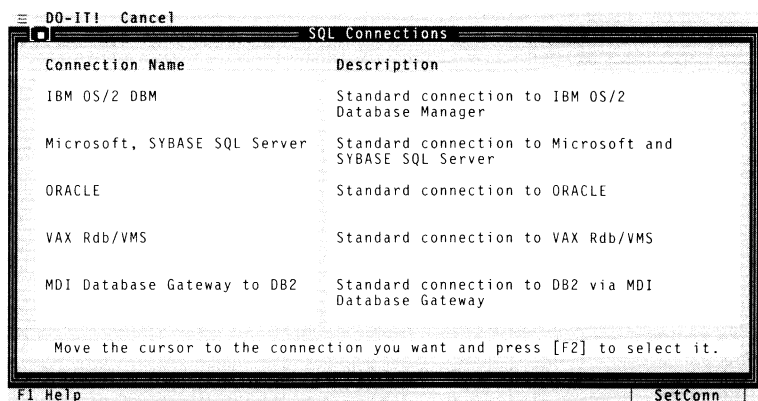 ≡ DO-IT! Cancel
SQL Connections
Connection Name Description
IBM OS/2 DBM Standard connection to IBM OS/2
Database Manager
Microsoft, SYBASE SQL Server Standard connection to Microsoft and
SYBASE SQL Server
ORACLE Standard connection to ORACLE
VAX Rdb/VMS Standard connection to VAX Rdb/VMS
MDI Database Gateway to DB2 Standard connection to DB2 via MDI
Database Gateway
Move the cursor to the connection you want and press [F2] to select it.
F1 Help SetConn